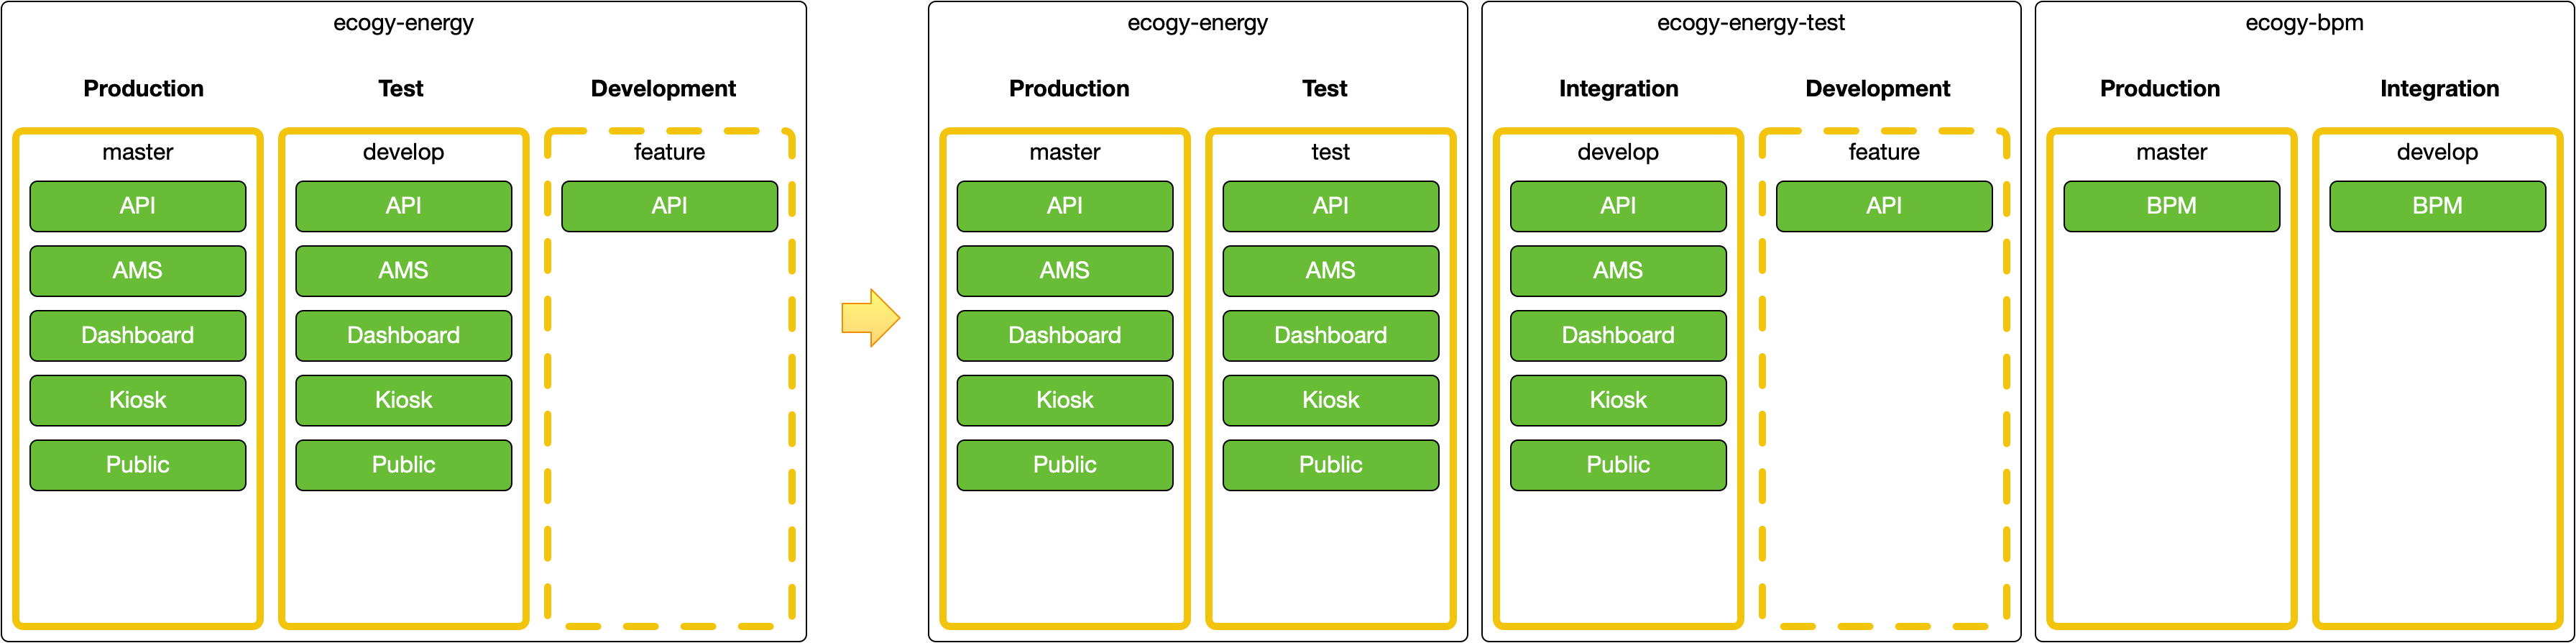 ecogy-energy
Production
Test
Development
master
API
AMS
Dashboard
Kiosk
Public
develop
API
AMS
Dashboard
Kiosk
Public
feature
API
ecogy-energy
Production
Test
master
API
AMS
Dashboard
Kiosk
Public
test
API
AMS
Dashboard
Kiosk
Public
ecogy-energy-test
Integration
Development
develop
API
AMS
Dashboard
Kiosk
Public
feature
API
ecogy-bpm
Production
Integration
master
BPM
develop
BPM